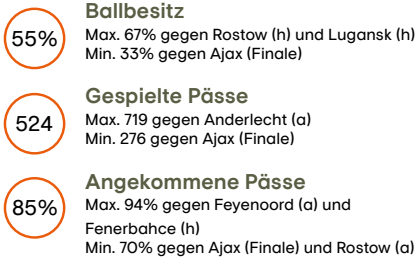 Ballbesitz
55%
Max. 67% gegen Rostow (h) und Lugansk (h)
Min. 33% gegen Ajax (Finale)
Gespielte Pässe
524
Max. 719 gegen Anderlecht (a)
Min. 276 gegen Ajax (Finale)
Angekommene Pässe
85%
Max. 94% gegen Feyenoord (a) und
Fenerbahce (h)
Min. 70% gegen Ajax (Finale) und Rostow (a)